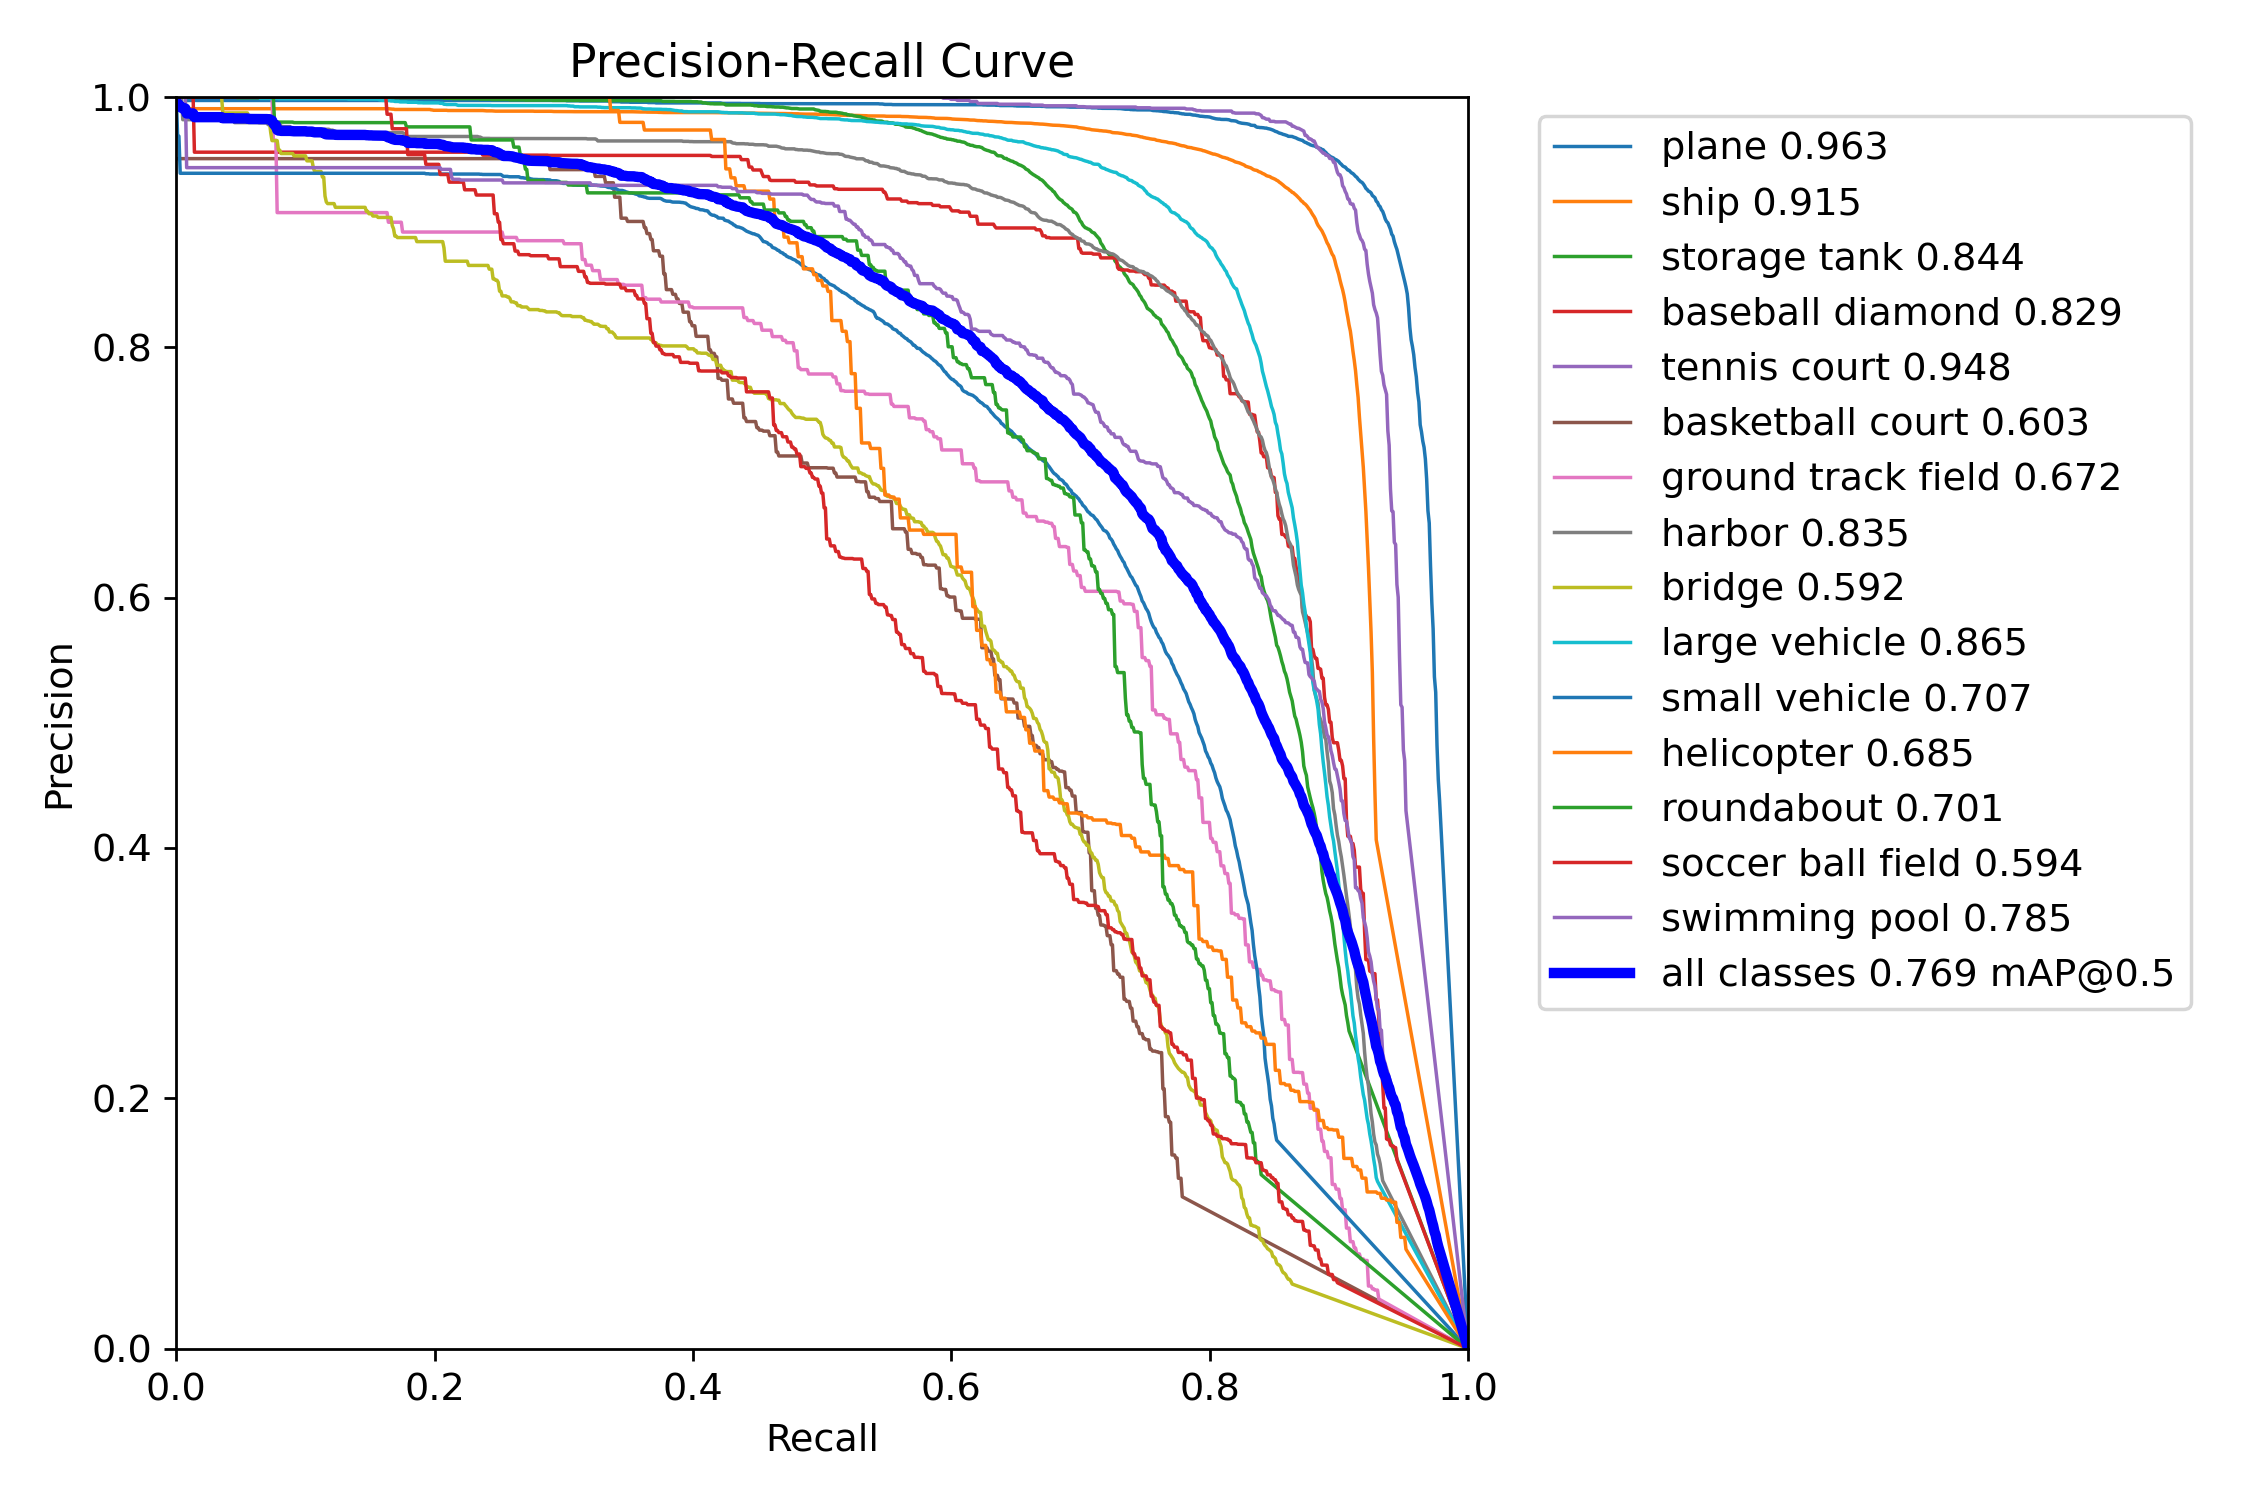 Precision-Recall Curve
1.0
0.8
0.6
0.4
0.2
0.0
Precision
0.0 0.2 0.4 0.6 0.8 1.0
Recall
plane 0.963
ship 0.915
storage tank 0.844
baseball diamond 0.829
tennis court 0.948
basketball court 0.603
ground track field 0.672
harbor 0.835
bridge 0.592
large vehicle 0.865
small vehicle 0.707
helicopter 0.685
roundabout 0.701
soccer ball field 0.594
swimming pool 0.785
all classes 0.769 mAP@0.5